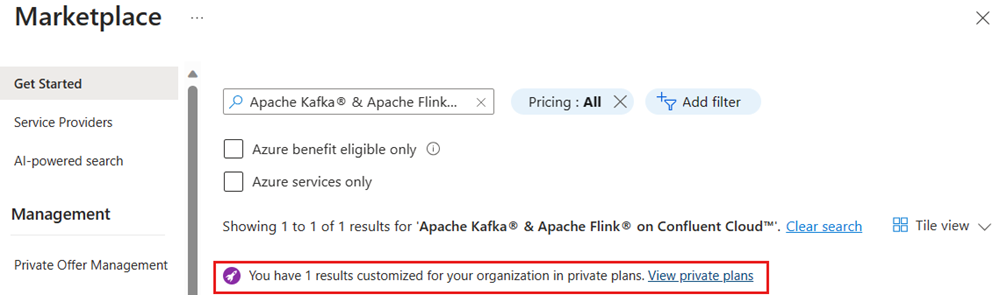 Marketplace ...
Get Started
Service Providers
AI-powered search
Management
Private Offer Management
Apache Kafka® & Apache Flink...
Pricing : All
Add filter
Azure benefit eligible only
Azure services only
Showing 1 to 1 of 1 results for 'Apache Kafka® & Apache Flink® on Confluent Cloud™'. Clear search
Tile view
You have 1 results customized for your organization in private plans. View private plans